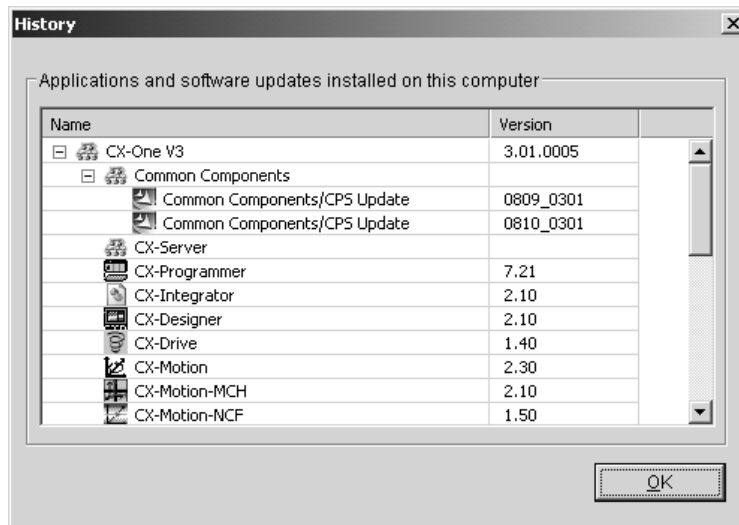 History
Applications and software updates installed on this computer
Name Version
CX-One V3 3.01.0005
Common Components
Common Components/CPS Update 0809_0301
Common Components/CPS Update 0810_0301
CX-Server
CX-Programmer 7.21
CX-Integrator 2.10
CX-Designer 2.10
CX-Drive 1.40
CX-Motion 2.30
CX-Motion-MCH 2.10
CX-Motion-NCF 1.50
OK